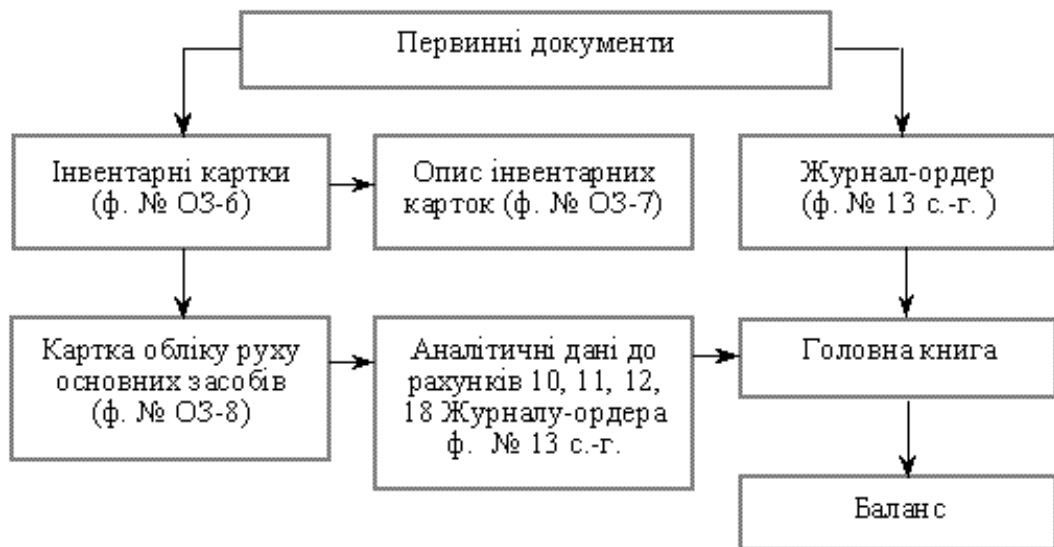 Первинні документи
Інвентарні картки
(ф. № ОЗ-6)
Опис інвентарних
карток (ф. № ОЗ-7)
Журнал-ордер
(ф. № 13 с.-г. )
Картка обліку руху
основних засобів
(ф. № ОЗ-8)
Аналітичні дані до
рахунків 10, 11, 12,
18 Журналу-ордера
ф.  № 13 с.-г.
Головна книга
Баланс